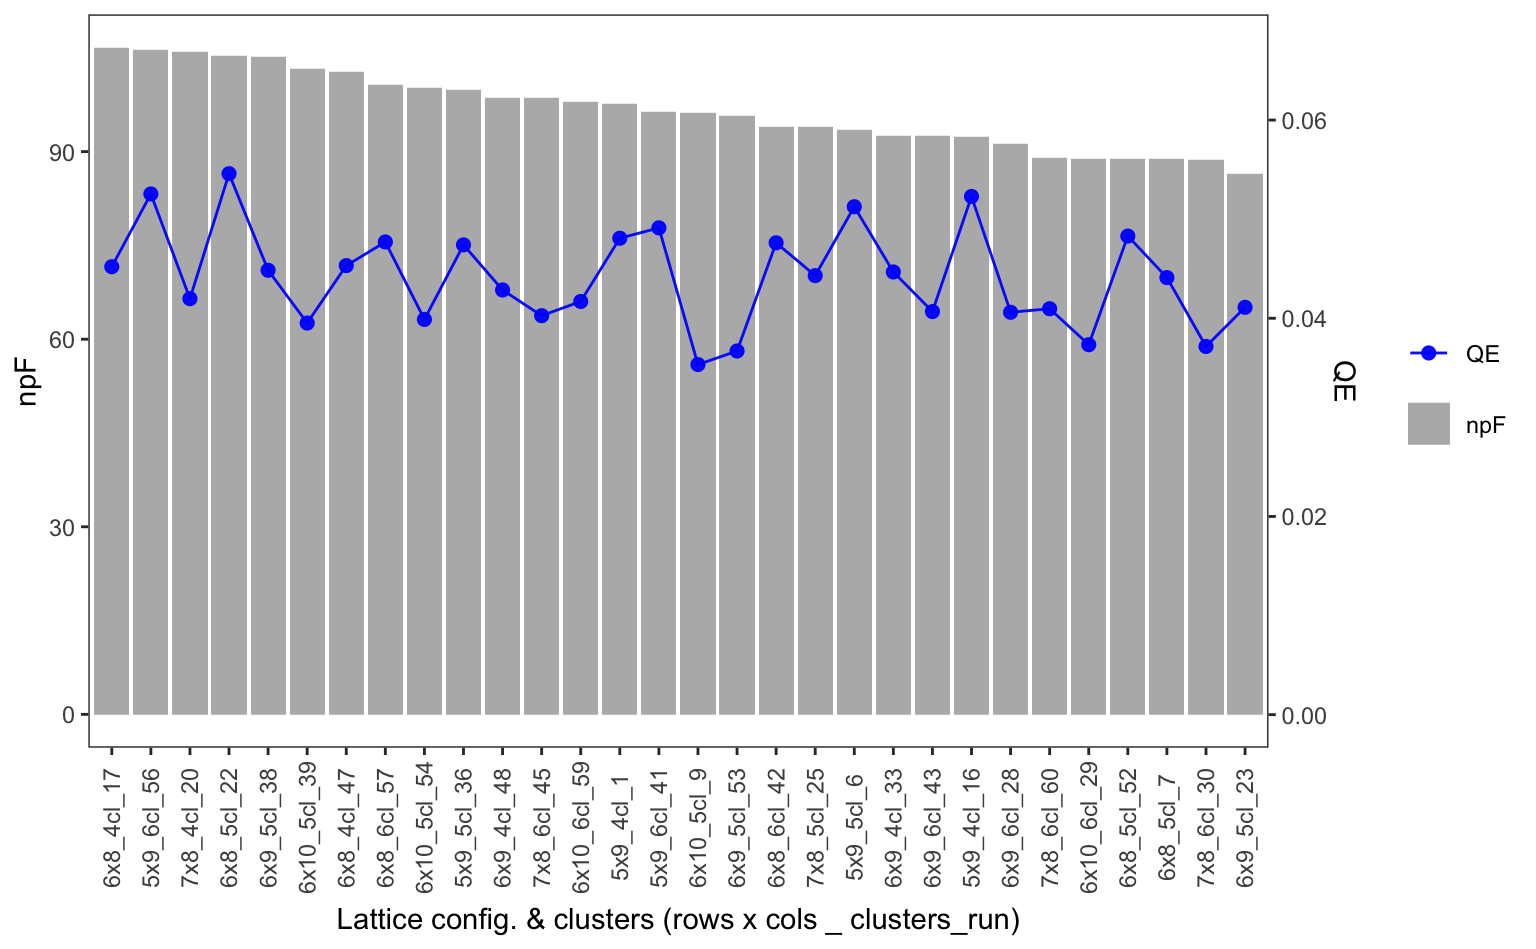 npF
90
60
30
0
0.06
0.04
0.02
0.00
QE
QE
npF
6x8_4cl_17
5x9_6cl_56
7x8_4cl_20
6x8_5cl_22
6x9_5cl_38
6x10_5cl_39
6x8_4cl_47
6x8_6cl_57
6x10_5cl_54
5x9_5cl_36
6x9_4cl_48
7x8_6cl_45
6x10_6cl_59
5x9_4cl_1
5x9_6cl_41
6x10_5cl_9
6x9_5cl_53
6x8_6cl_42
7x8_5cl_25
5x9_5cl_6
6x9_4cl_33
6x9_6cl_43
5x9_4cl_16
6x9_6cl_28
7x8_6cl_60
6x10_6cl_29
6x8_5cl_52
6x8_5cl_7
7x8_6cl_30
6x9_5cl_23
Lattice config. & clusters (rows x cols _ clusters_run)